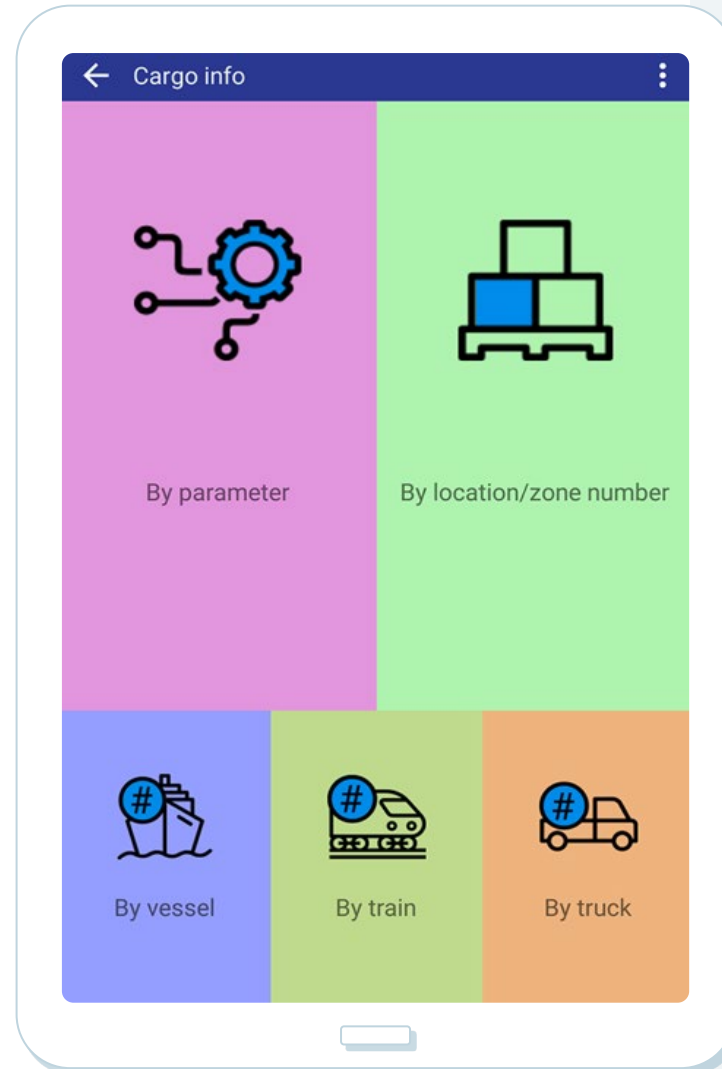 Cargo info
By parameter
By location/zone number
#
#
#
By vessel
By train
By truck